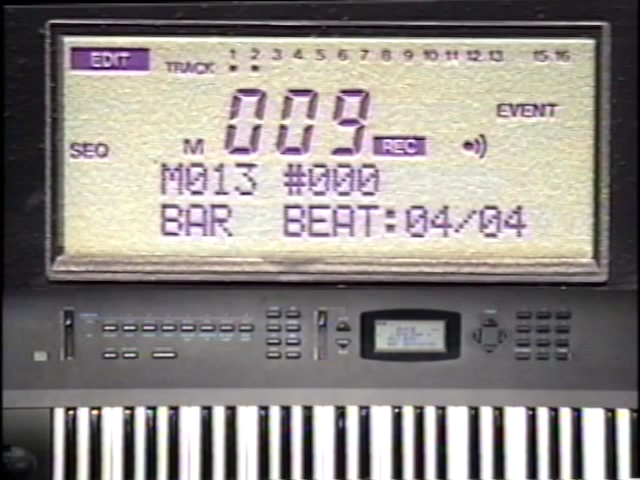 EDIT
TRACK 1 2 3 4 5 6 7 8 9 10 11 12 13 15 16
009
EVENT
SEQ M REC
M013 #000
BAR BEAT:04/04